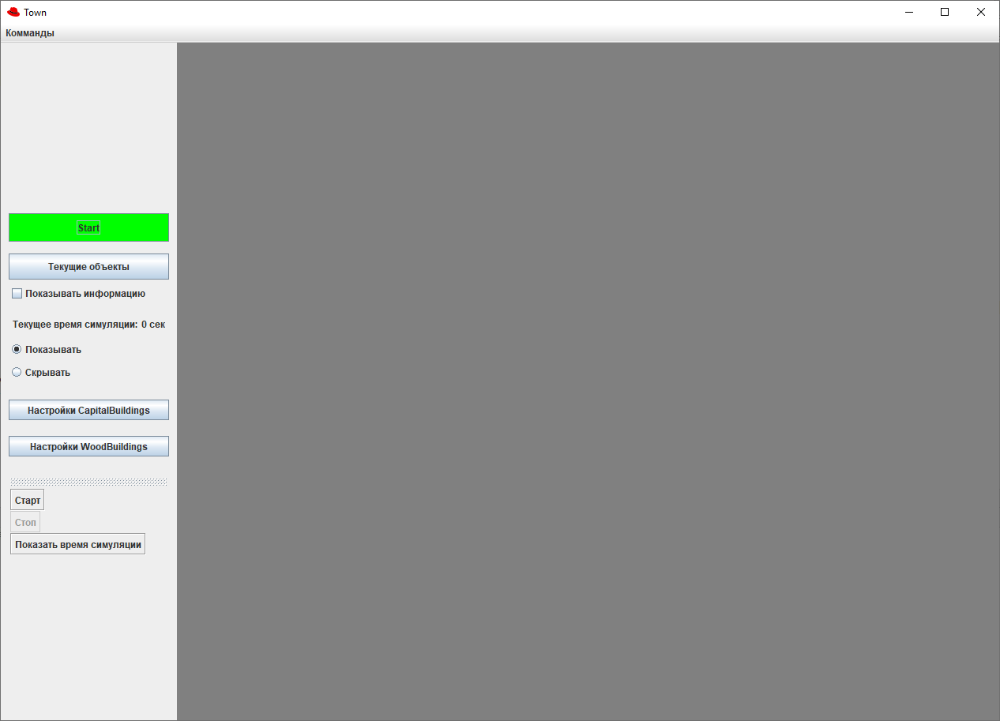 Town
Комманды
Start
Текущие объекты
Показывать информацию
Текущее время симуляции: 0 сек
Показывать
Скрывать
Настройки CapitalBuildings
Настройки WoodBuildings
Старт
Стоп
Показать время симуляции